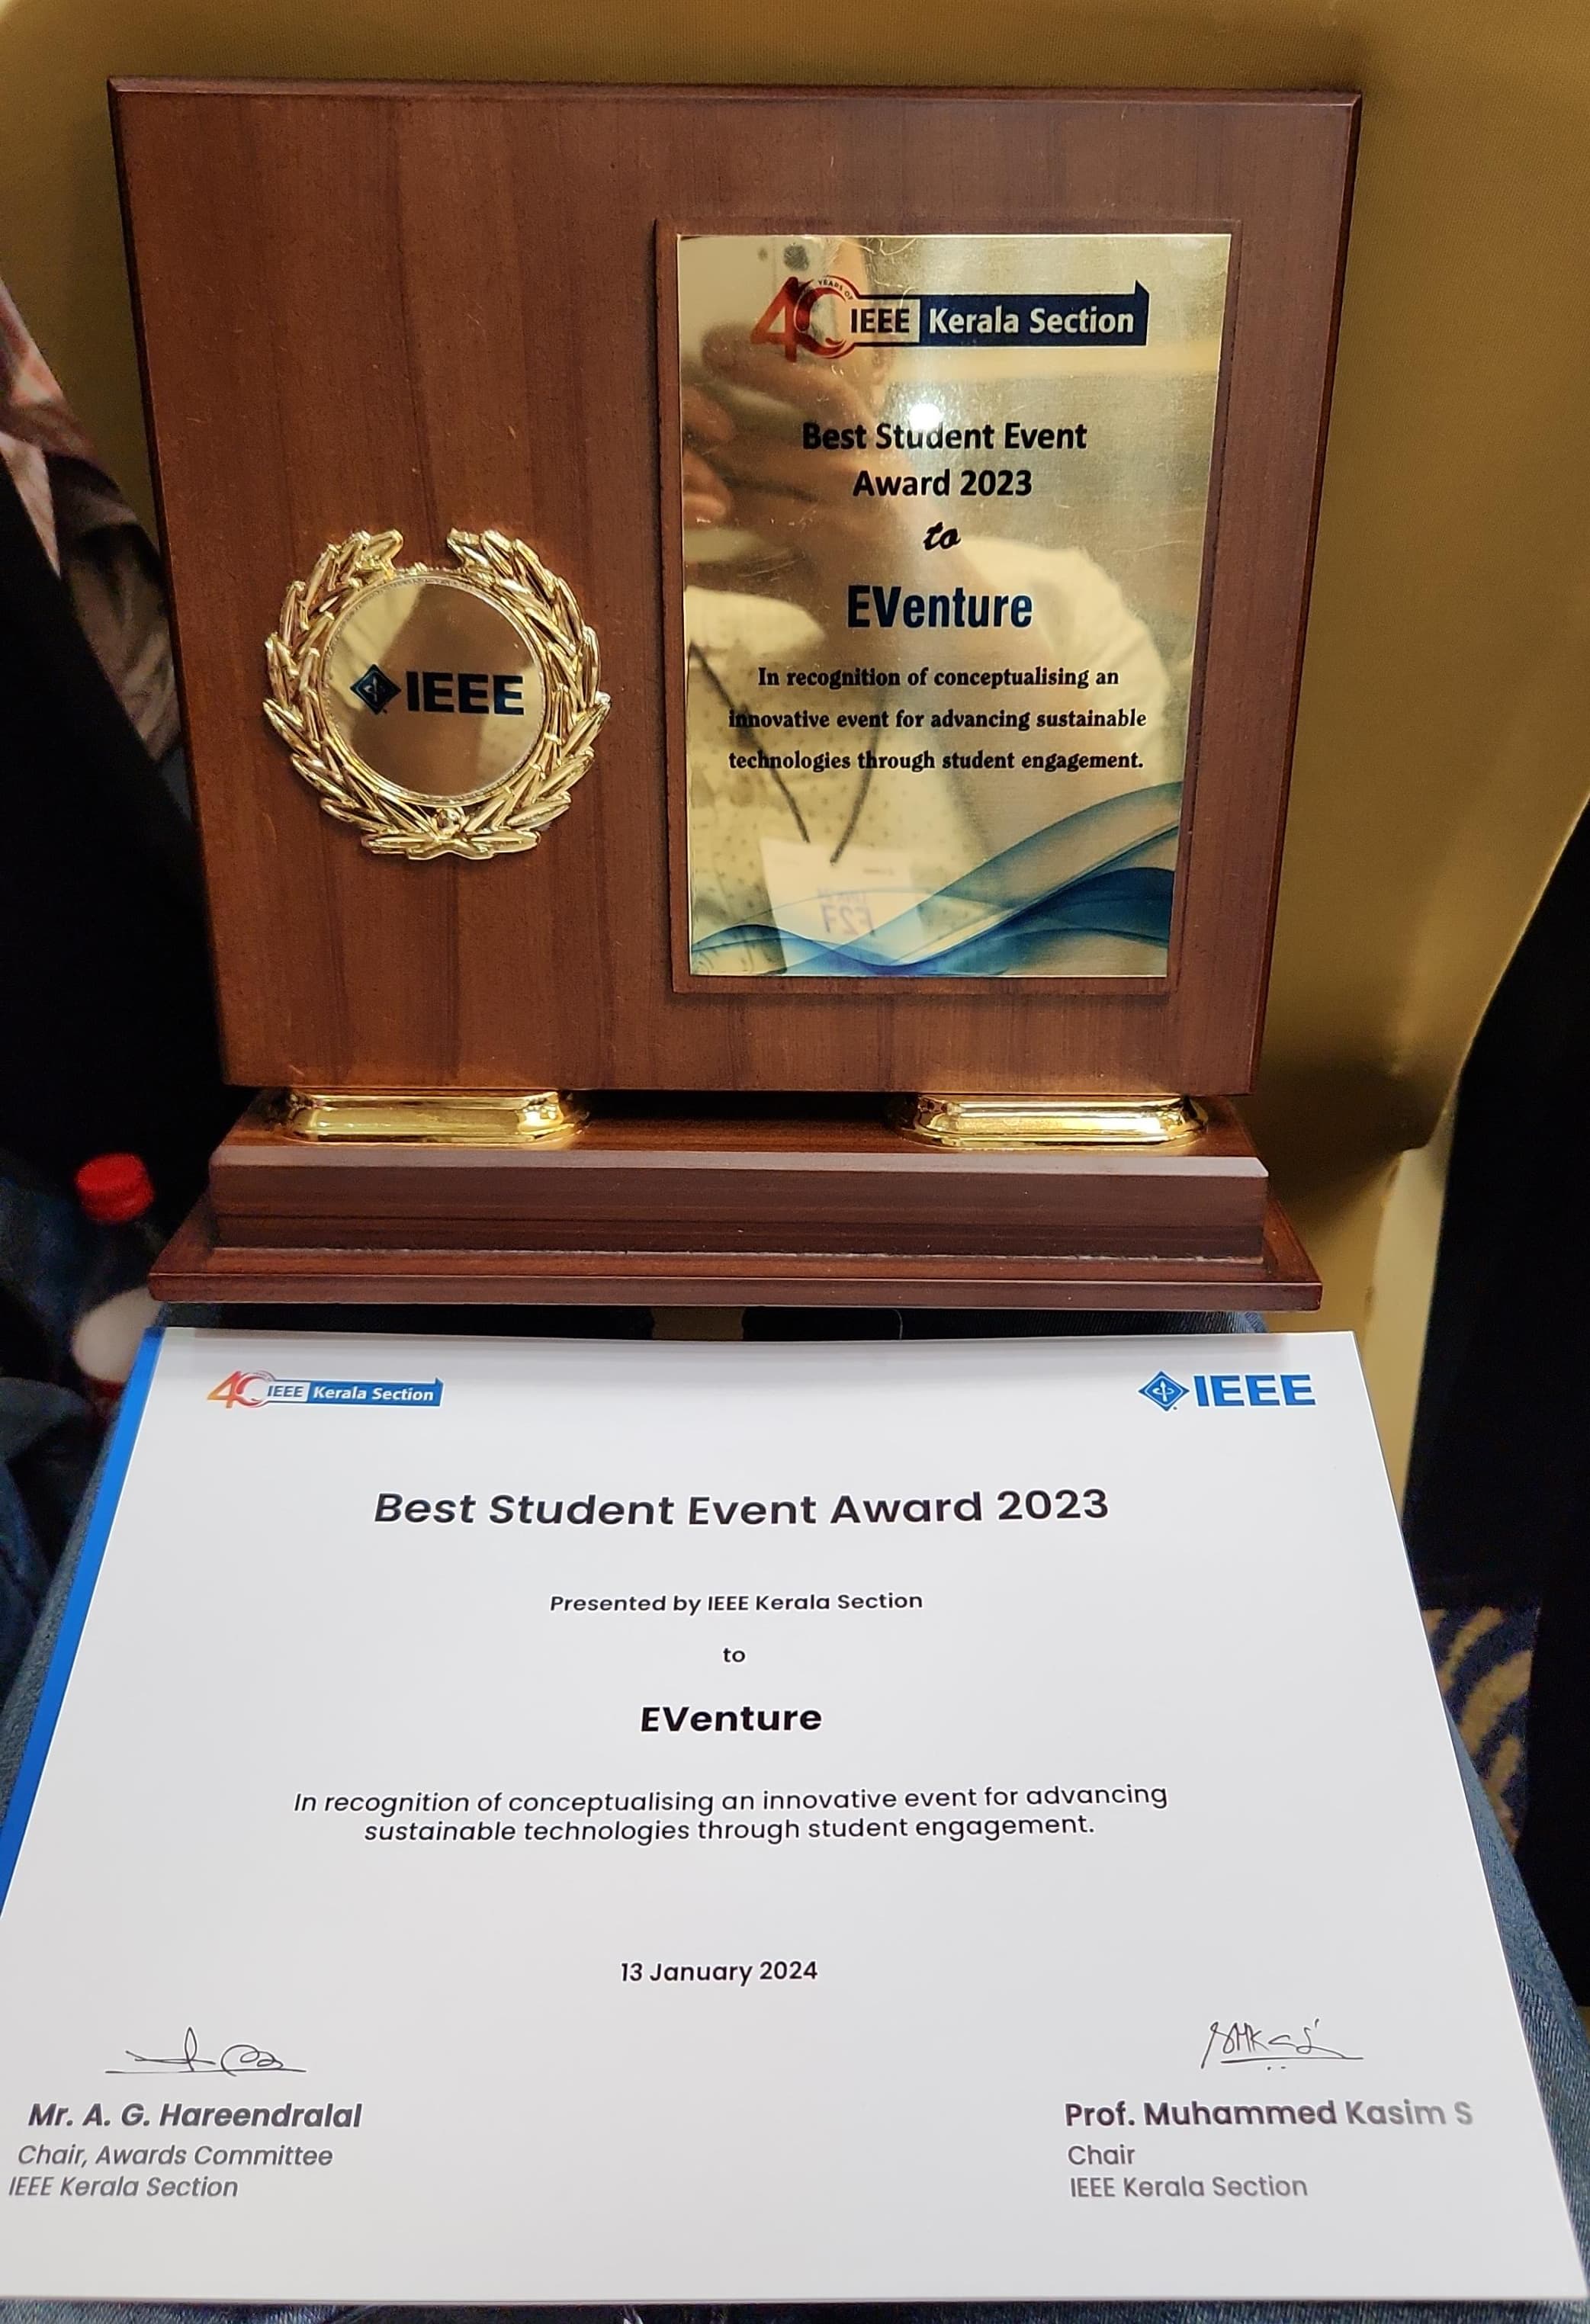 40 YEARS OF IEEE Kerala Section
Best Student Event
Award 2023
to
EVenture
In recognition of conceptualising an
innovative event for advancing sustainable
technologies through student engagement.
IEEE
40 IEEE Kerala Section
IEEE
Best Student Event Award 2023
Presented by IEEE Kerala Section
to
EVenture
In recognition of conceptualising an innovative event for advancing
sustainable technologies through student engagement.
13 January 2024
Mr. A. G. Hareendralal
Chair, Awards Committee
IEEE Kerala Section
Prof. Muhammed Kasim S
Chair
IEEE Kerala Section